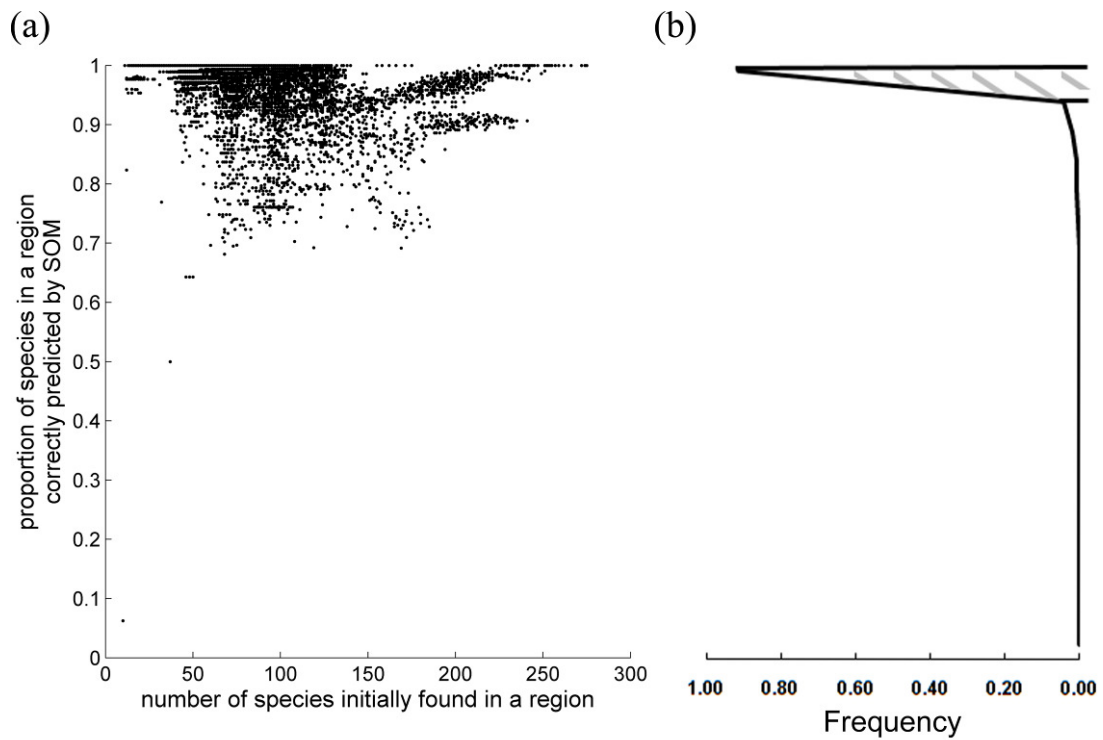 (a)
(b)
1
0.9
0.8
0.7
0.6
0.5
0.4
0.3
0.2
0.1
0
proportion of species in a region
correctly predicted by SOM
0 50 100 150 200 250 300
number of species initially found in a region
1.00 0.80 0.60 0.40 0.20 0.00
Frequency